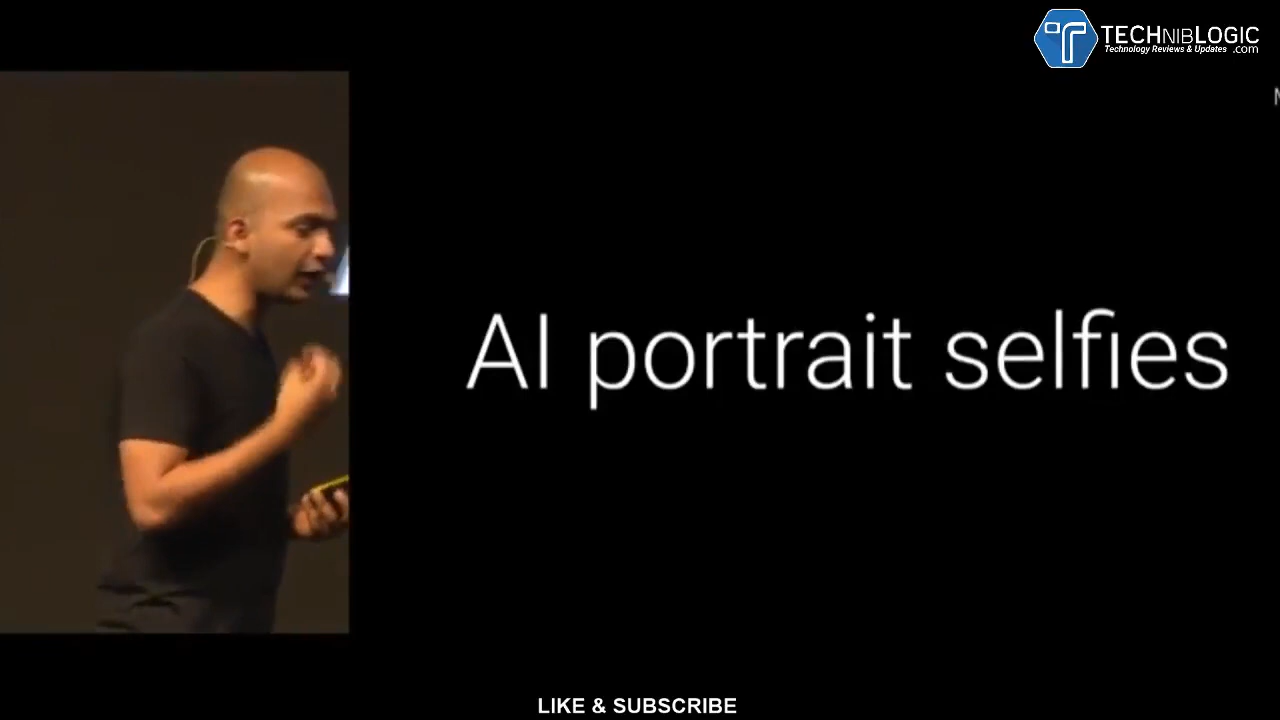 TECHNIBLOGIC
Technology Reviews & Updates .com
AI portrait selfies
LIKE & SUBSCRIBE